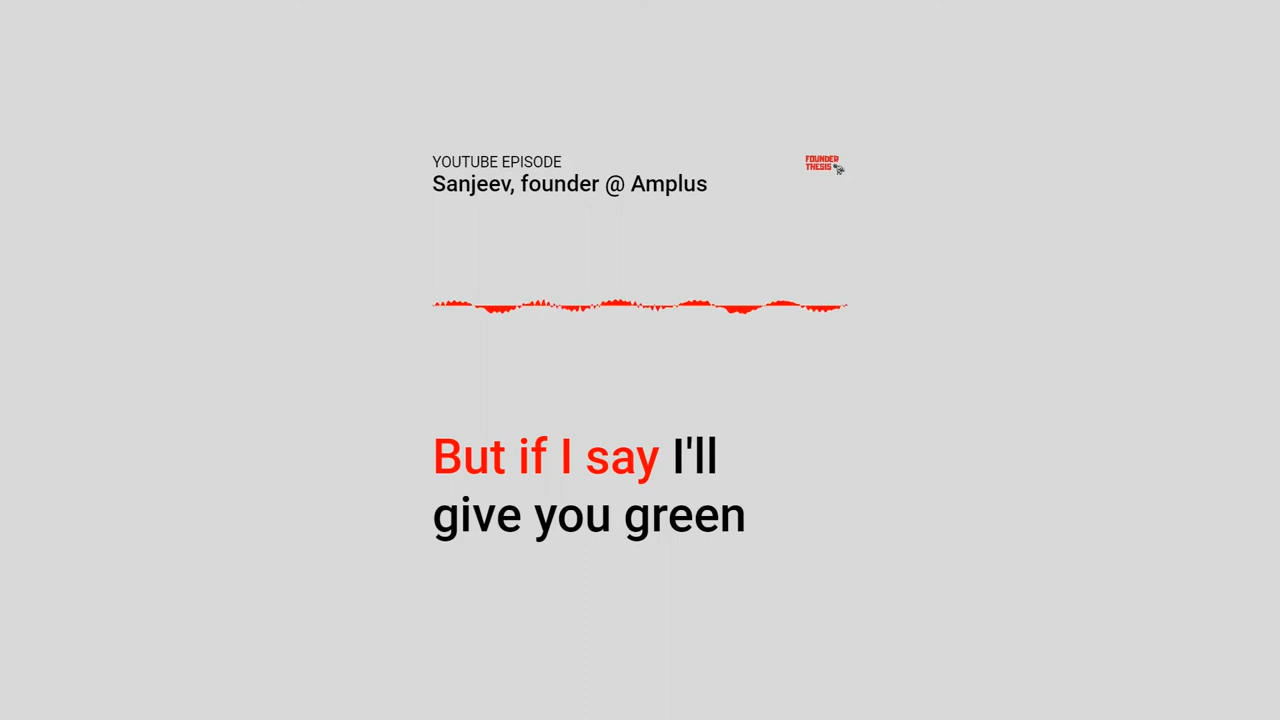 YOUTUBE EPISODE
Sanjeev, founder @ Amplus
FOUNDER
THESIS
But if I say I'll
give you green